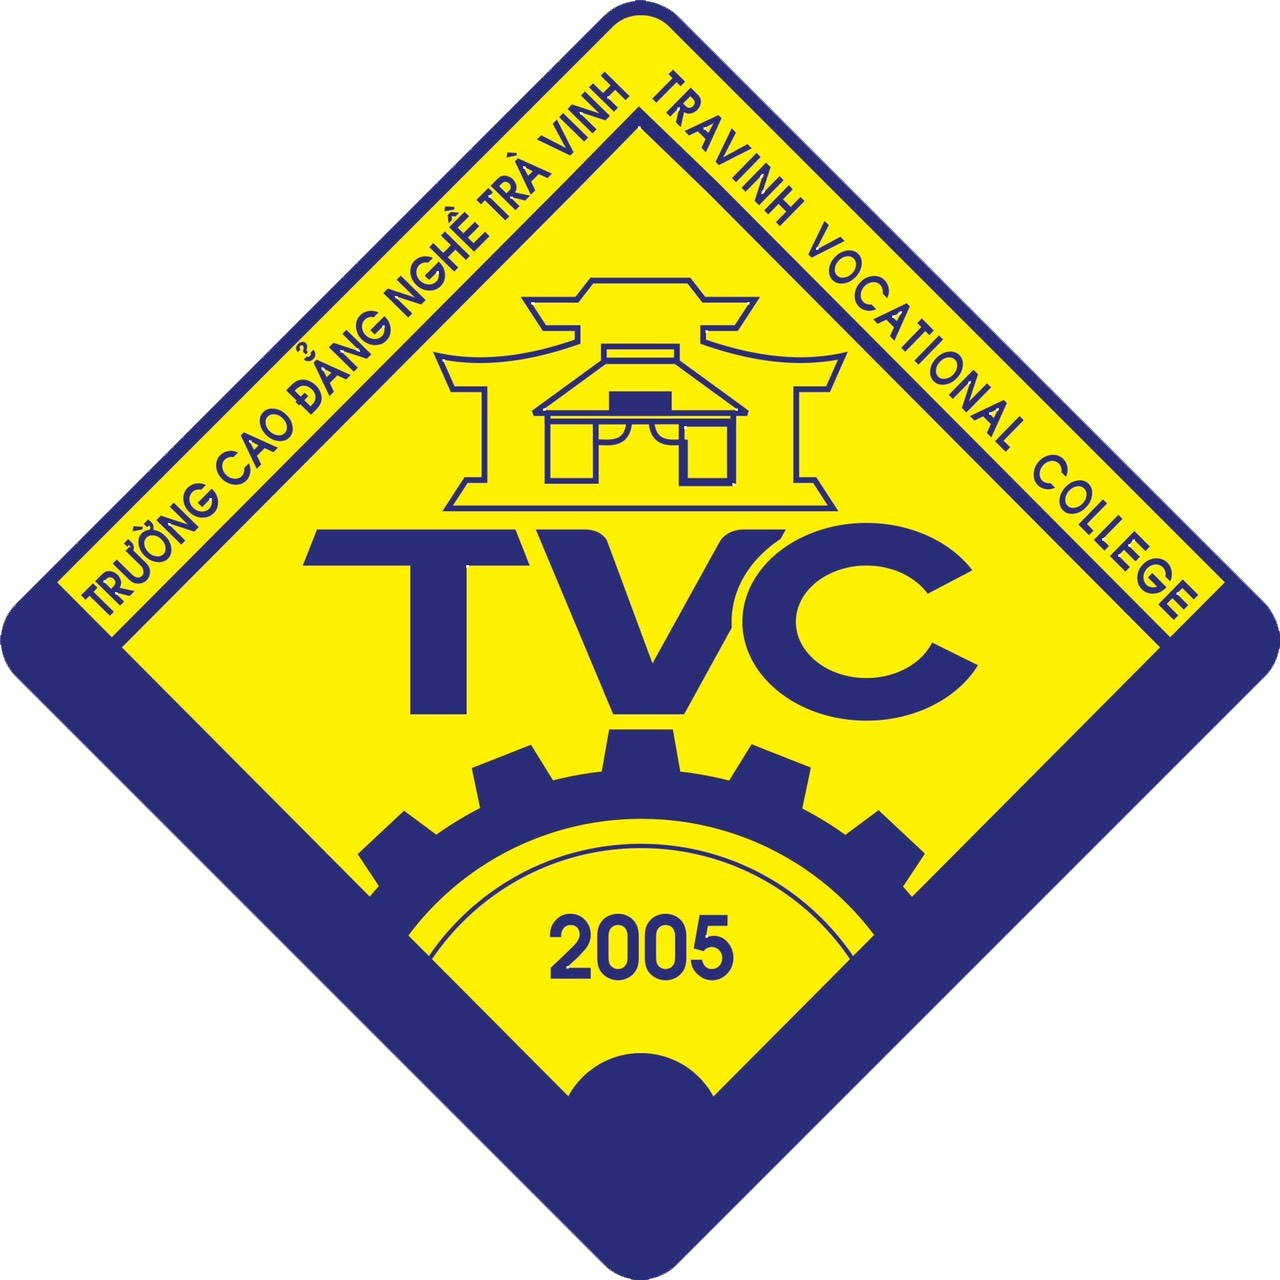 TRƯỜNG CAO ĐẲNG NGHỀ TRÀ VINH
TRAVINH VOCATIONAL COLLEGE
TVC
2005